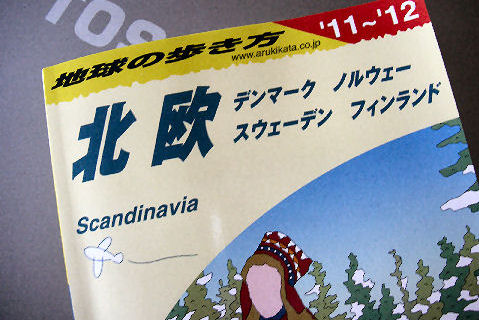 TOS
地球の歩き方
www.arukikata.co.jp
'11~'12
北欧
デンマーク ノルウェー
スウェーデン フィンランド
Scandinavia